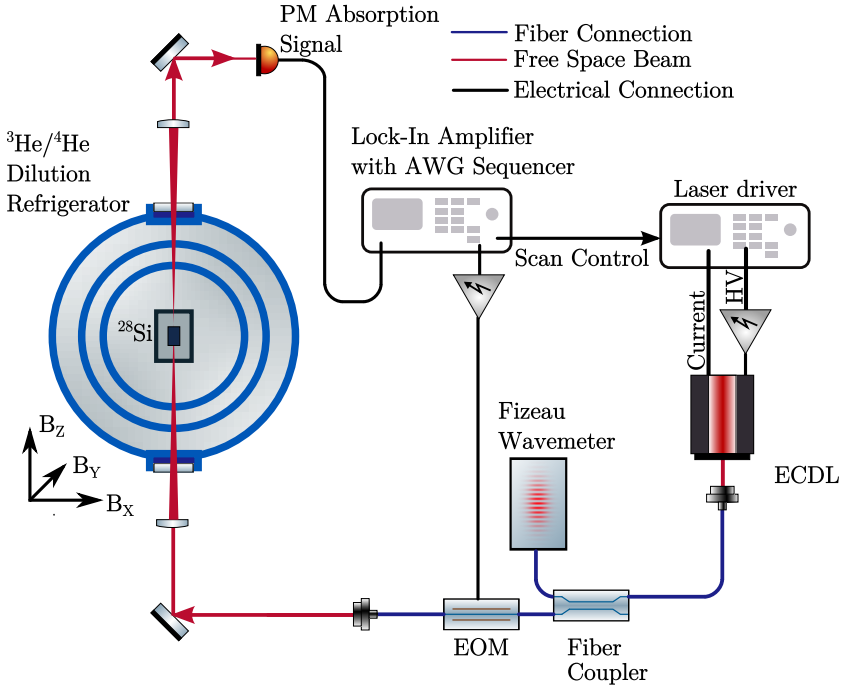 PM Absorption
Signal
Fiber Connection
Free Space Beam
Electrical Connection
³He/⁴He
Dilution
Refrigerator
Lock-In Amplifier
with AWG Sequencer
Laser driver
Scan Control
Current
HV
²⁸Si
Fizeau
Wavemeter
B_Z
B_Y
B_X
ECDL
EOM
Fiber
Coupler